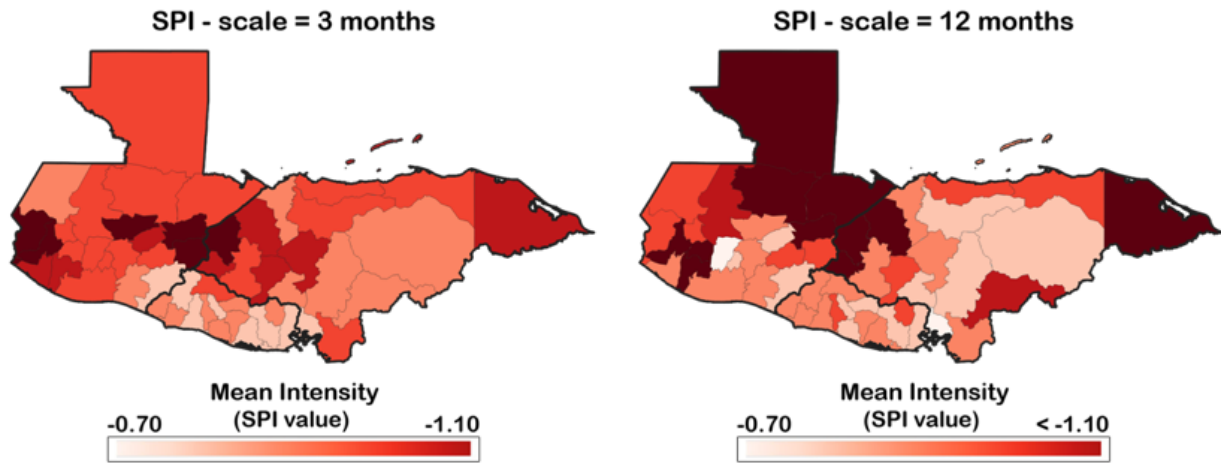 SPI - scale = 3 months
SPI - scale = 12 months
Mean Intensity
(SPI value)
-0.70
-1.10
Mean Intensity
(SPI value)
-0.70
< -1.10